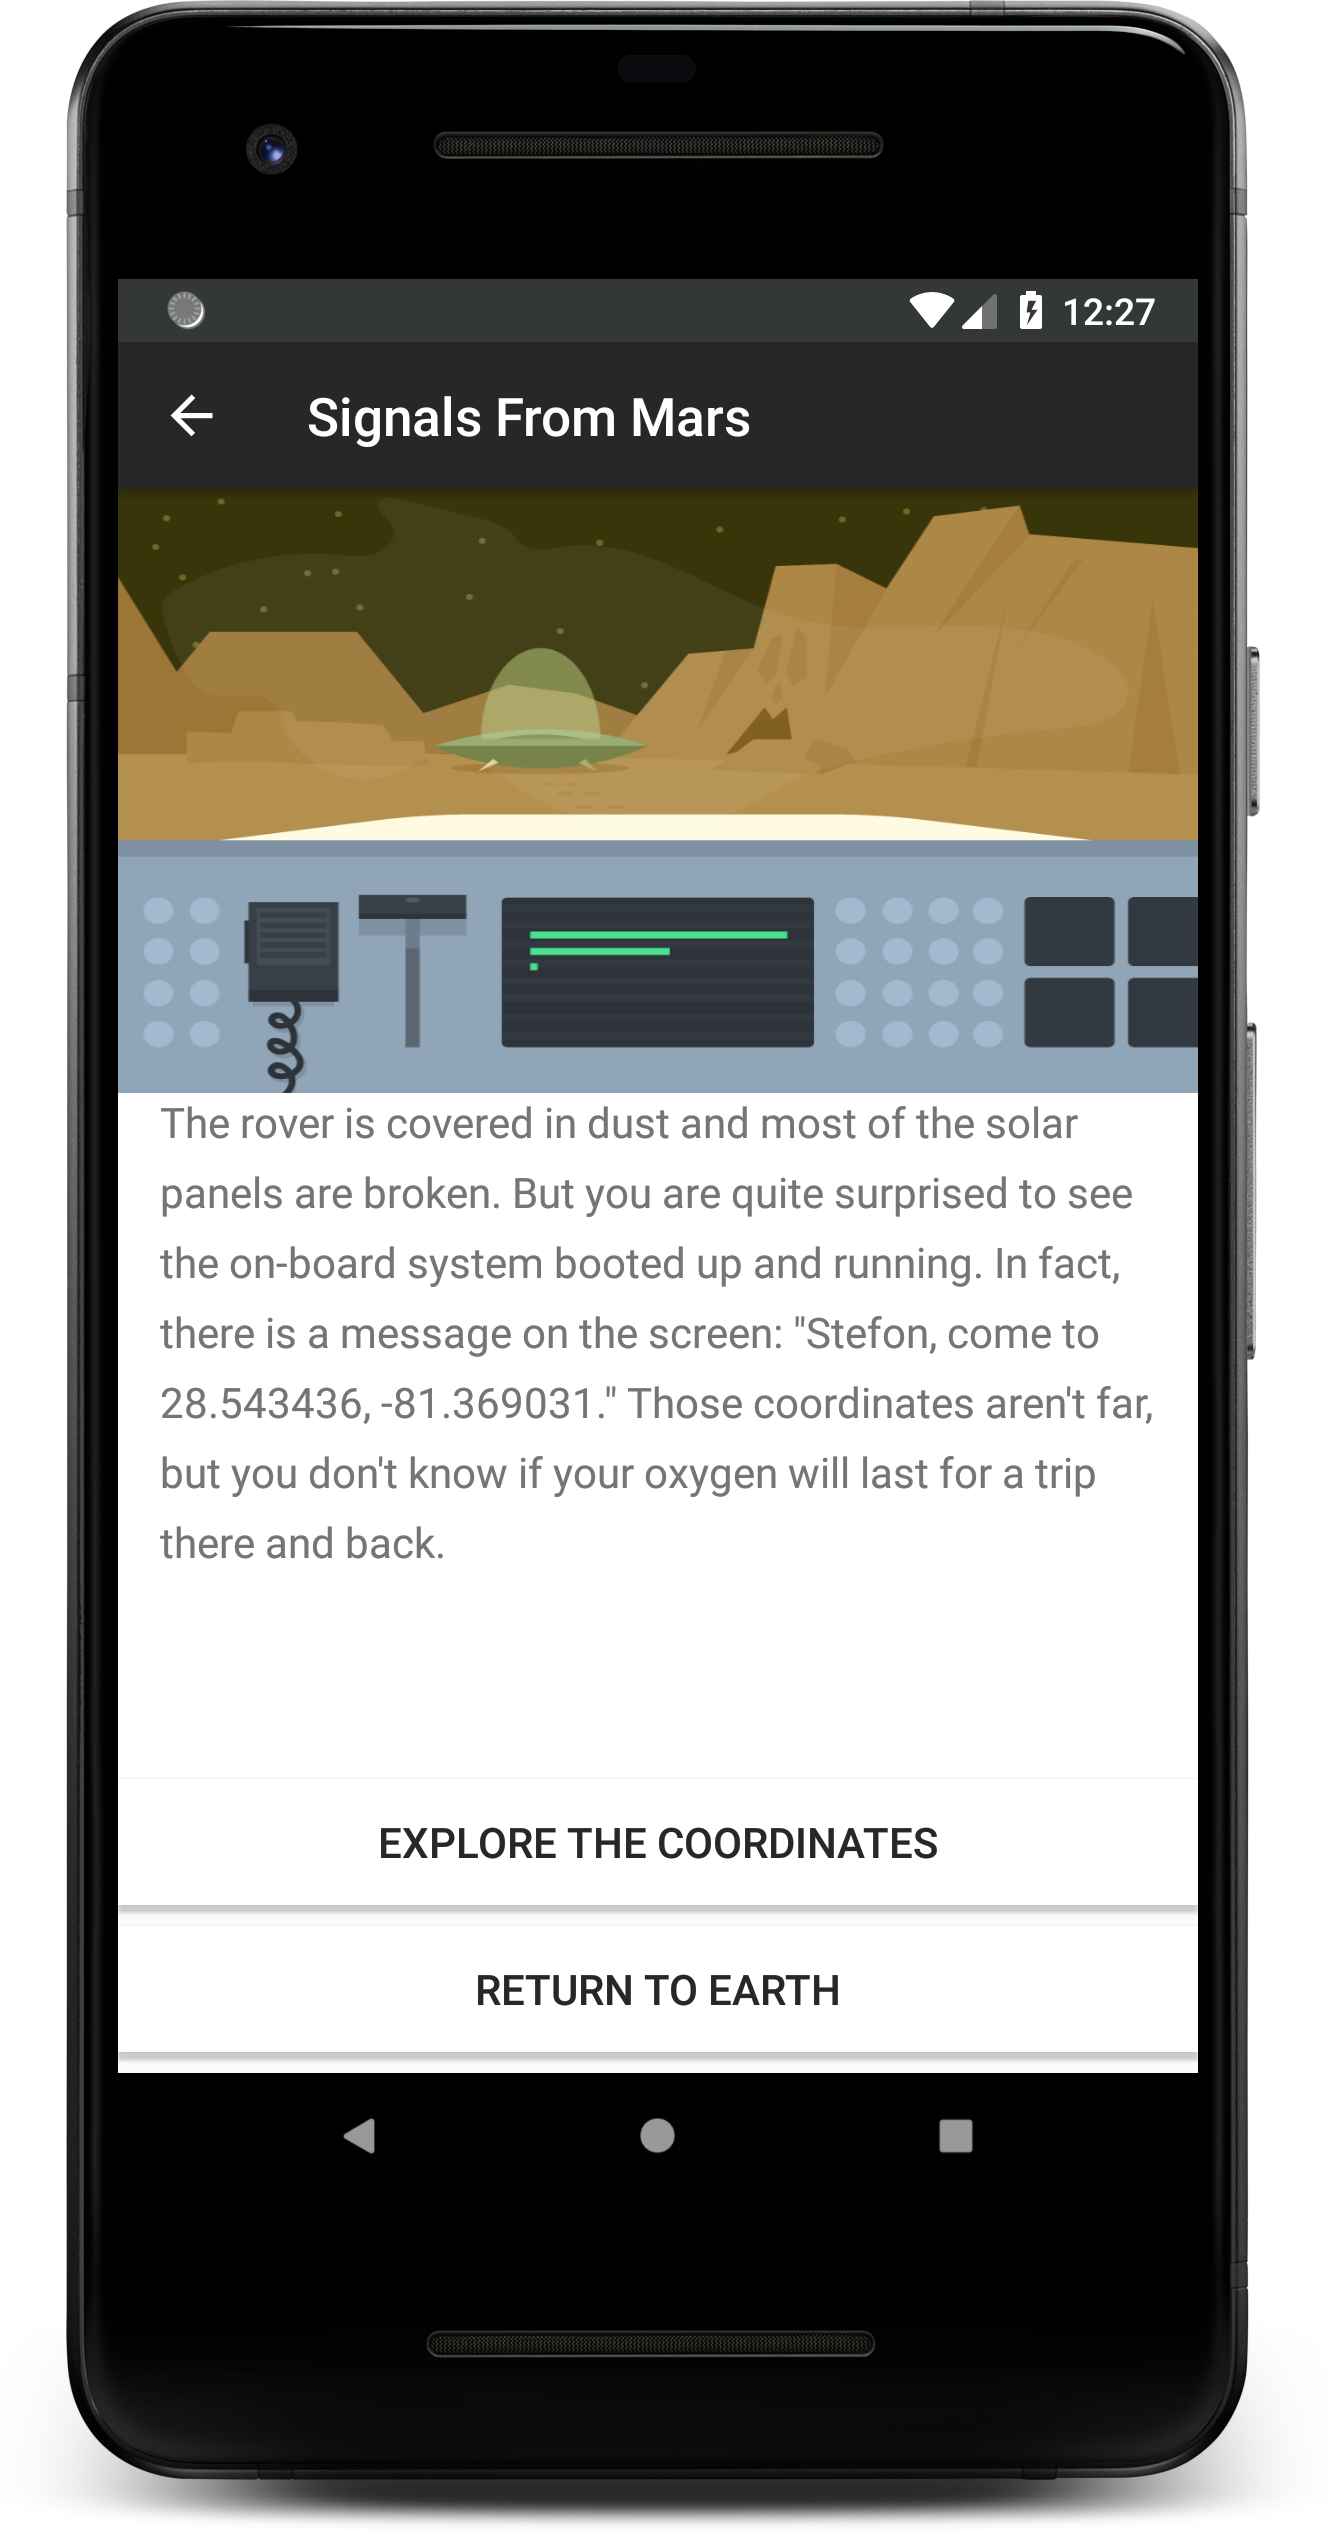 12:27
Signals From Mars
The rover is covered in dust and most of the solar
panels are broken. But you are quite surprised to see
the on-board system booted up and running. In fact,
there is a message on the screen: "Stefon, come to
28.543436, -81.369031." Those coordinates aren't far,
but you don't know if your oxygen will last for a trip
there and back.
EXPLORE THE COORDINATES
RETURN TO EARTH